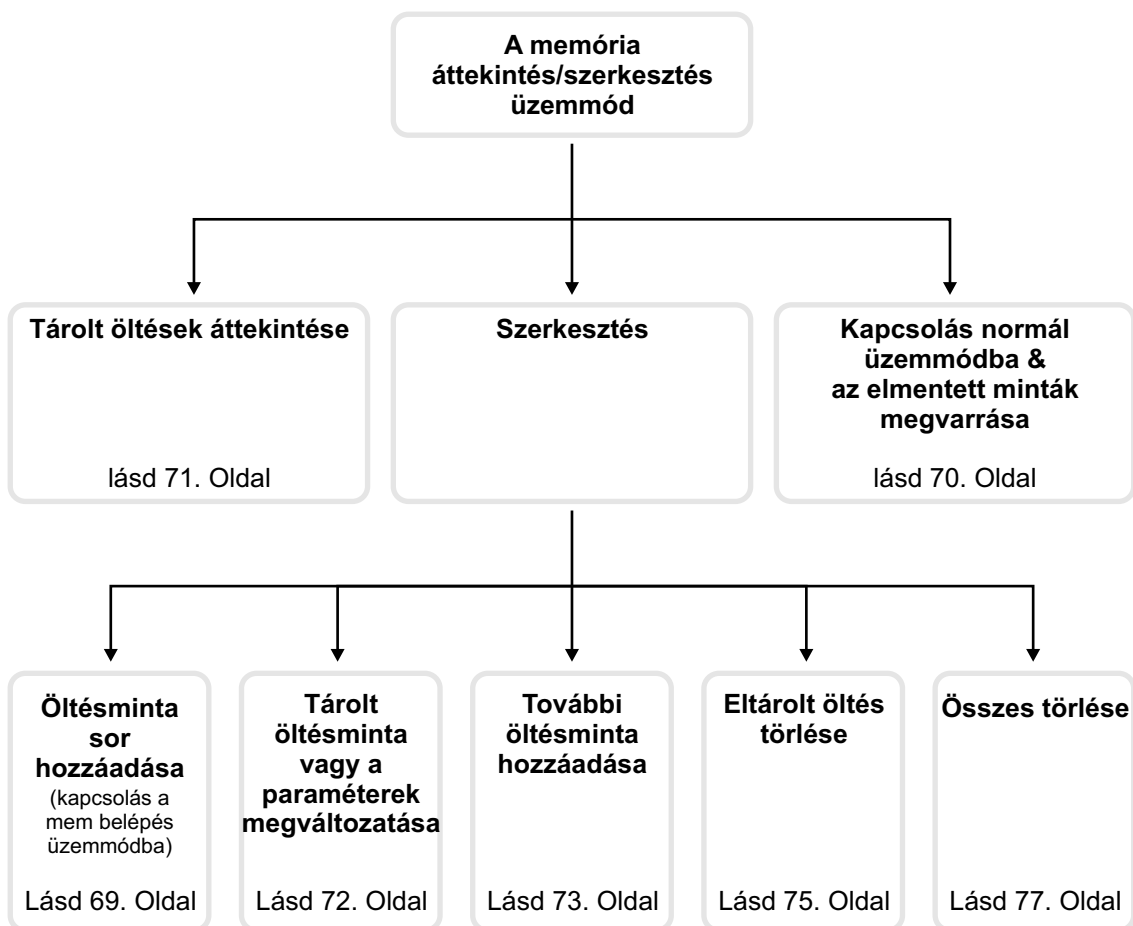 A memória
áttekintés/szerkesztés
üzemmód
Tárolt öltések áttekintése
lásd 71. Oldal
Szerkesztés
Kapcsolás normál
üzemmódba &
az elmentett minták
megvarrása
lásd 70. Oldal
Öltésminta
sor
hozzáadása
(kapcsolás a
mem belépés
üzemmódba)
Lásd 69. Oldal
Tárolt
öltésminta
vagy a
paraméterek
megváltozatása
Lásd 72. Oldal
További
öltésminta
hozzáadása
Lásd 73. Oldal
Eltárolt öltés
törlése
Lásd 75. Oldal
Összes törlése
Lásd 77. Oldal